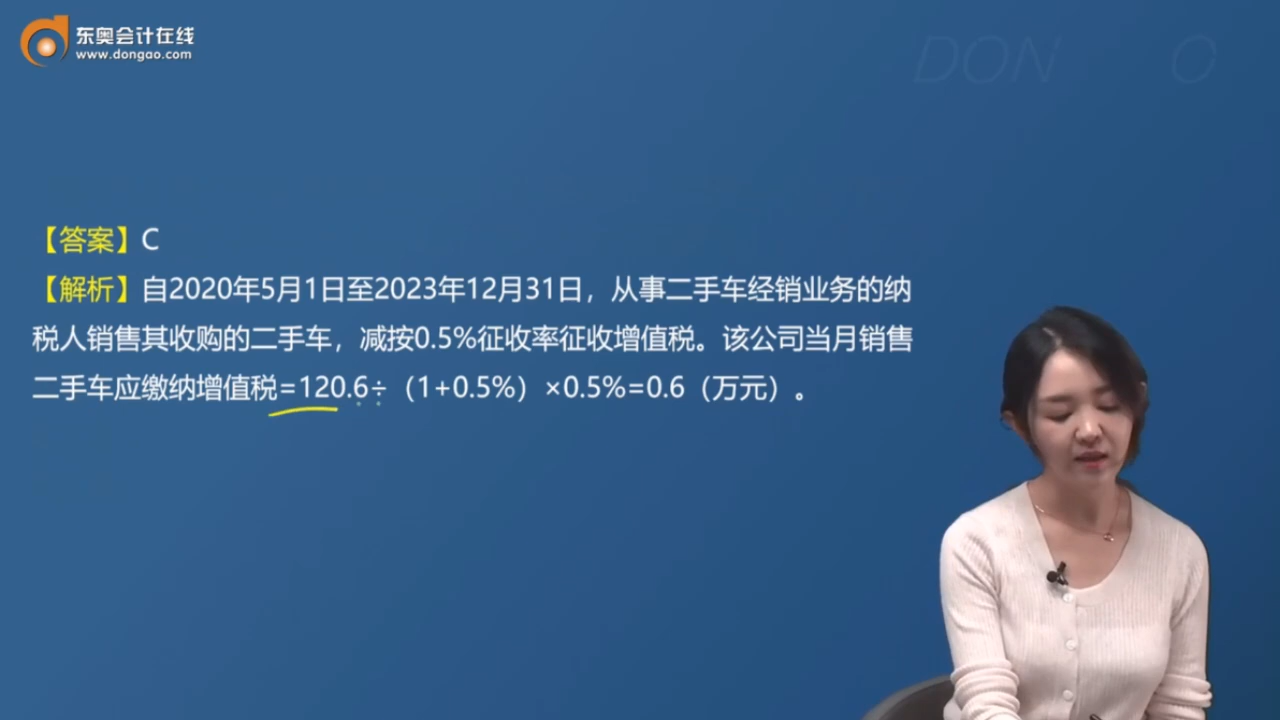 东奥会计在线
www.dongao.com
DON O
【答案】C
【解析】自2020年5月1日至2023年12月31日，从事二手车经销业务的纳
税人销售其收购的二手车，减按0.5%征收率征收增值税。该公司当月销售
二手车应缴纳增值税=120.6÷（1+0.5%）×0.5%=0.6（万元）。